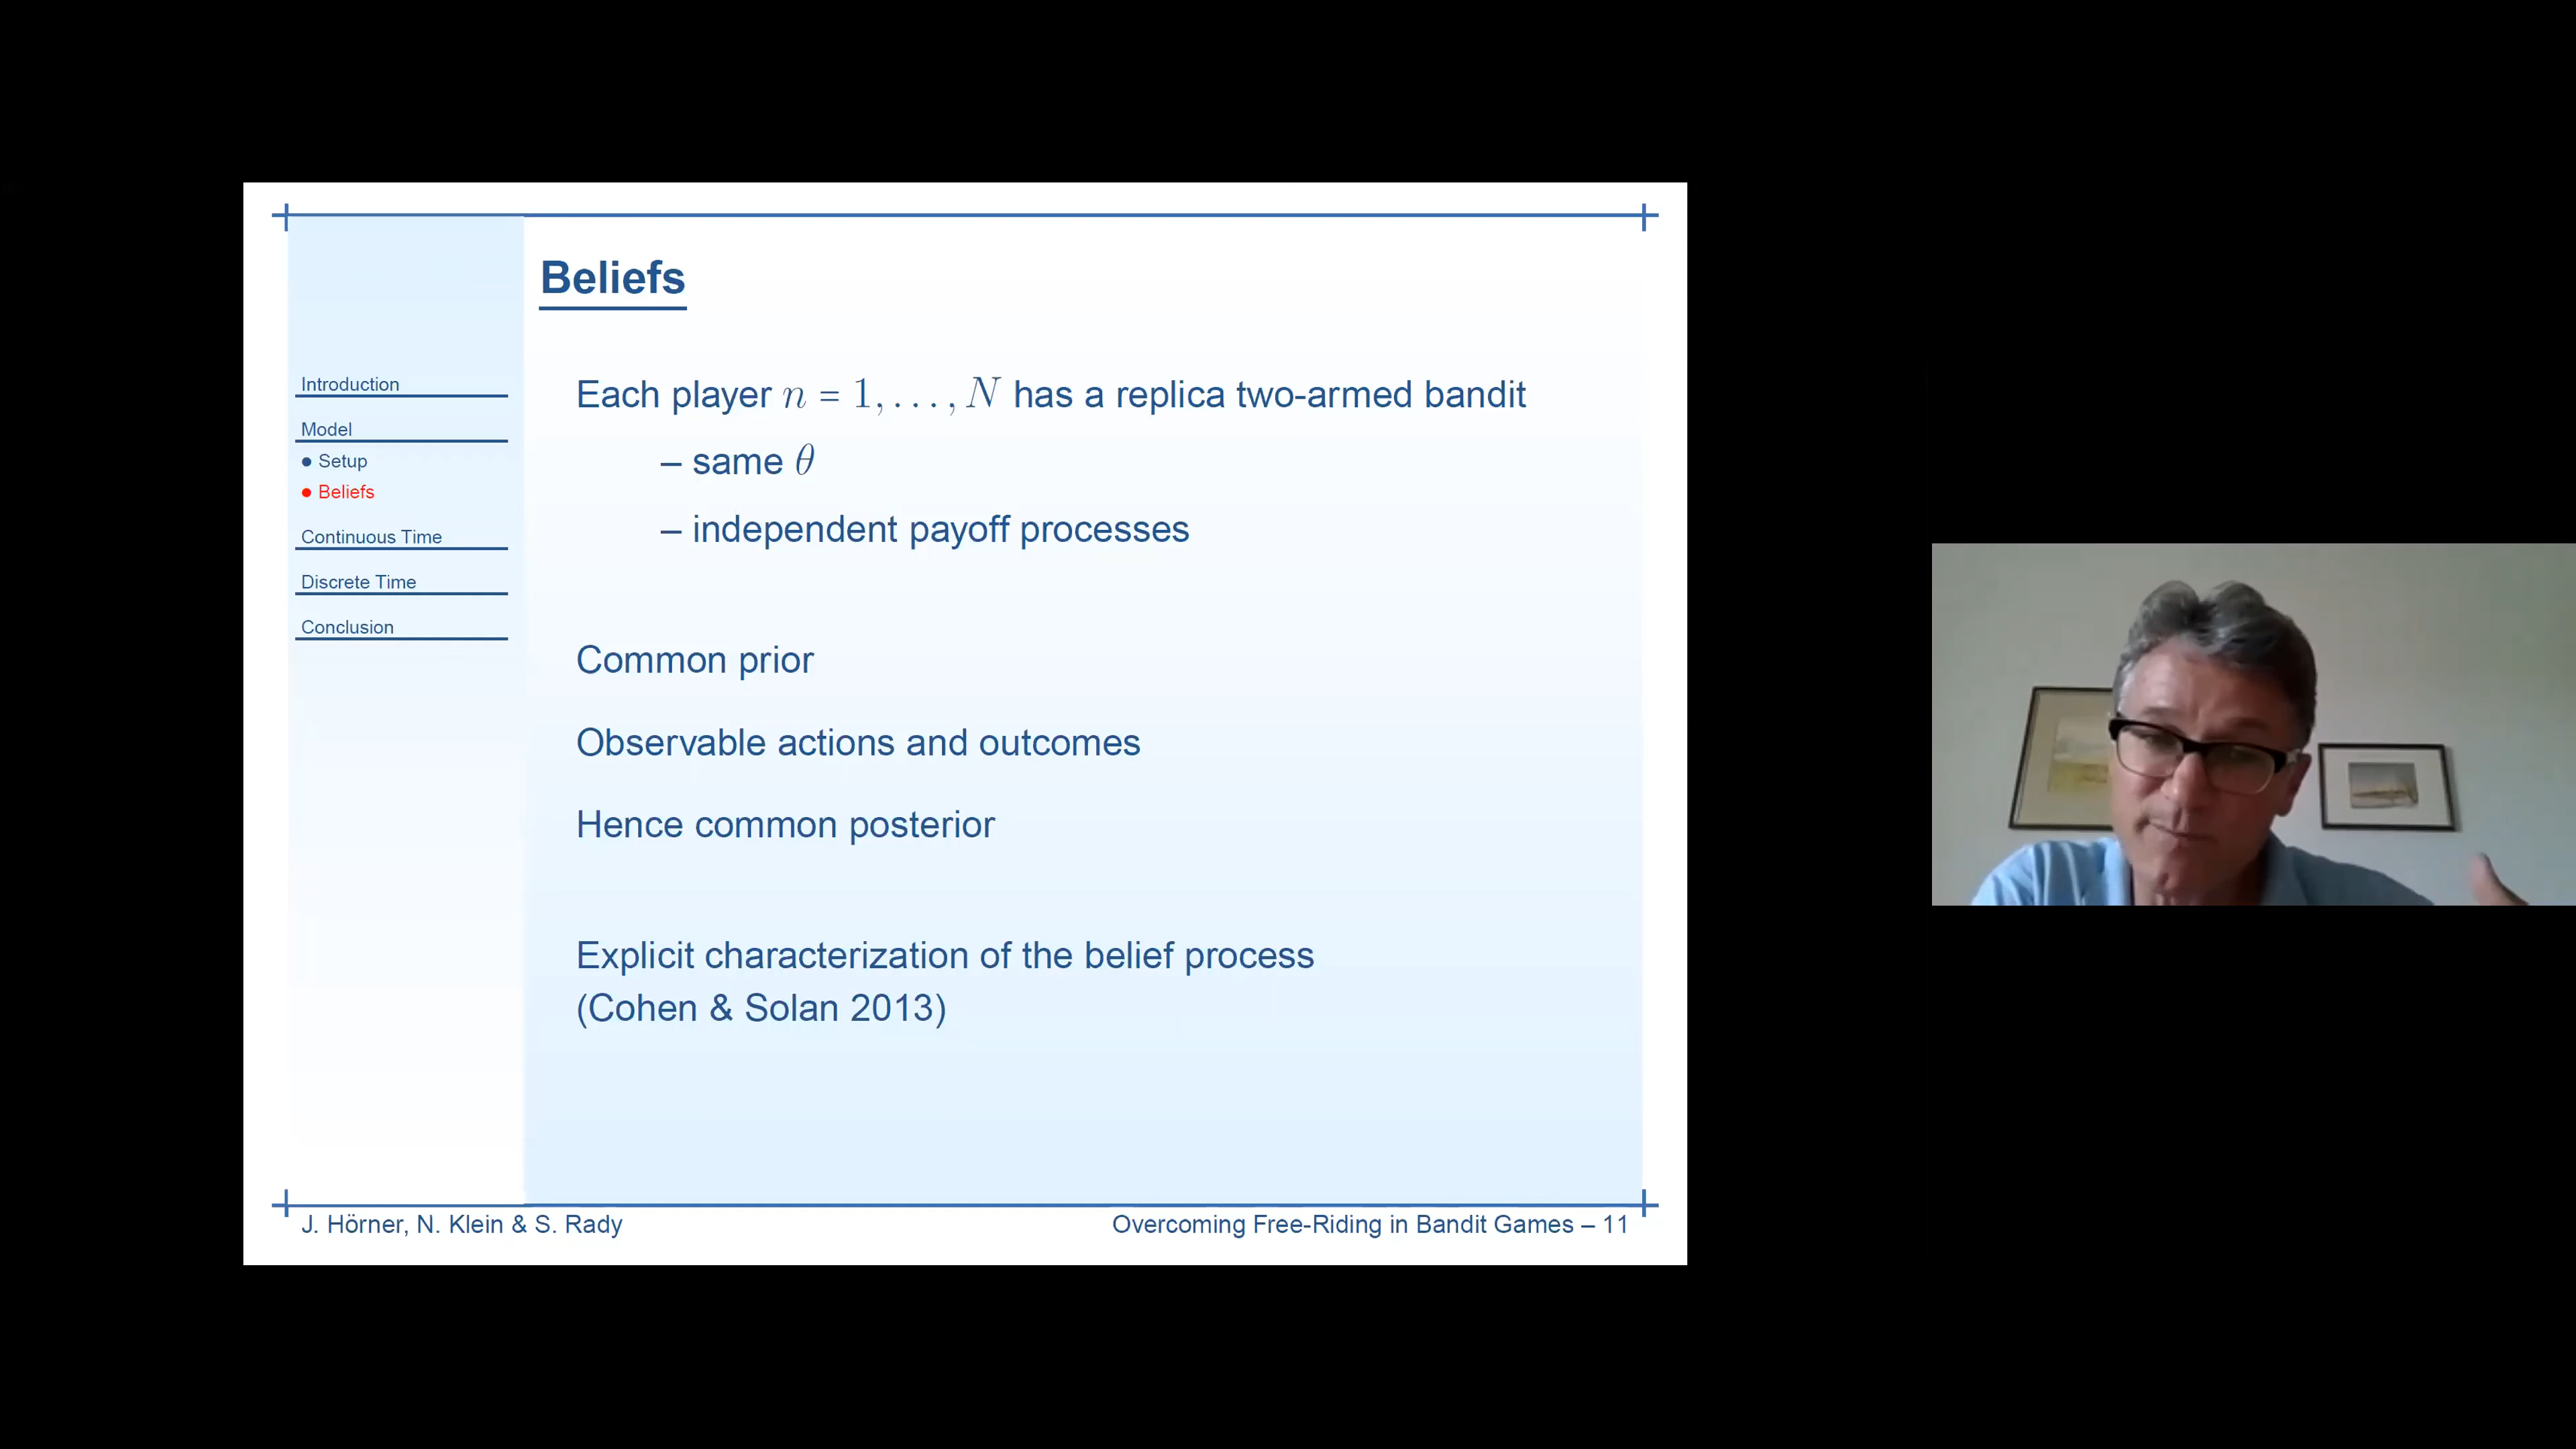 Beliefs
Introduction
Model
● Setup
● Beliefs
Continuous Time
Discrete Time
Conclusion
Each player n = 1, . . . , N has a replica two-armed bandit
– same θ
– independent payoff processes
Common prior
Observable actions and outcomes
Hence common posterior
Explicit characterization of the belief process
(Cohen & Solan 2013)
J. Hörner, N. Klein & S. Rady
Overcoming Free-Riding in Bandit Games – 11